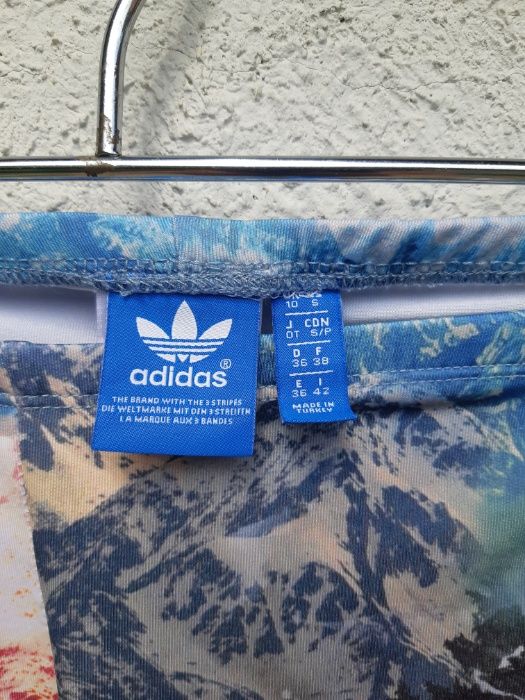 adidas®
THE BRAND WITH THE 3 STRIPES
DIE WELTMARKE MIT DEN 3 STREIFEN
LA MARQUE AUX 3 BANDES
10 S
J CDN
OT S/P
D F
36 38
E I
36 42
MADE IN
TURKEY